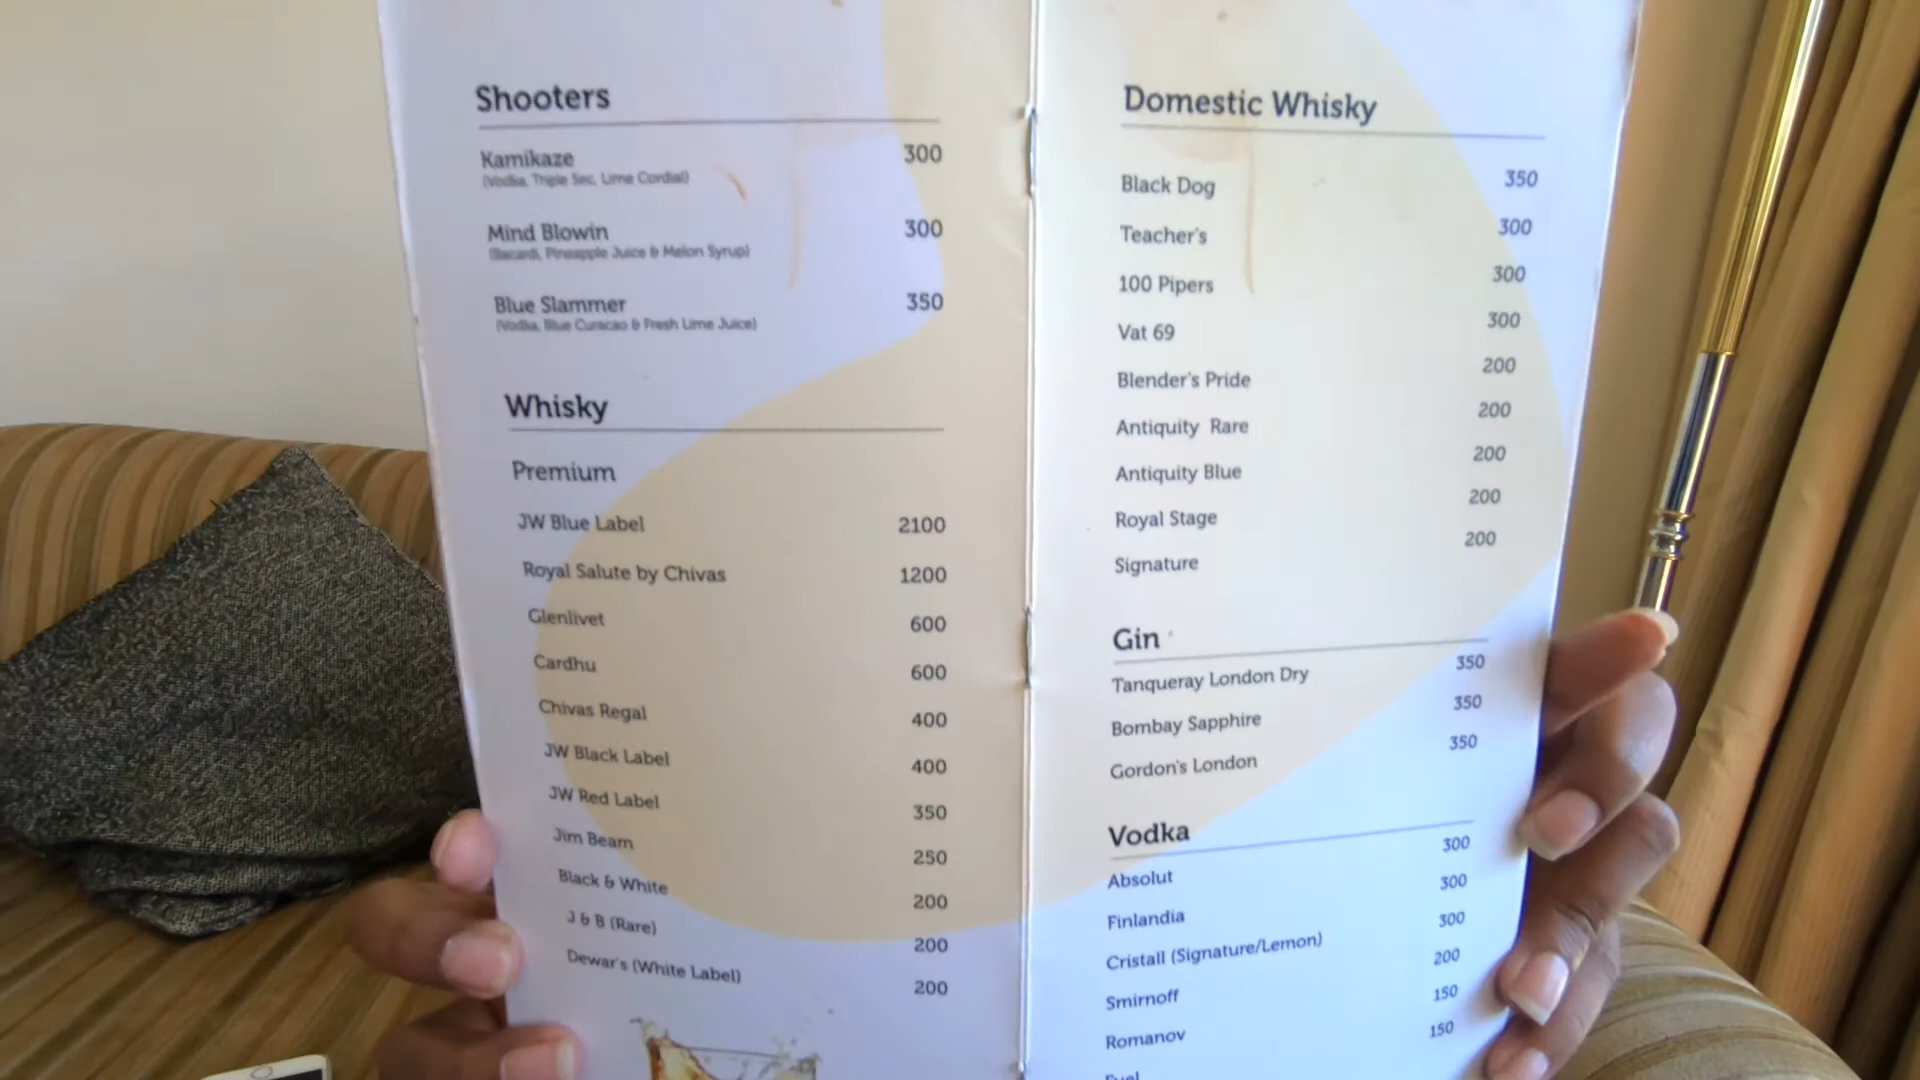 Shooters
Kamikaze 300
(Vodka, Triple Sec, Lime Cordial)
Mind Blowin 300
(Bacardi, Pineapple Juice & Melon Syrup)
Blue Slammer 350
(Vodka, Blue Curacao & Fresh Lime Juice)
Whisky
Premium
JW Blue Label 2100
Royal Salute by Chivas 1200
Glenlivet 600
Cardhu 600
Chivas Regal 400
JW Black Label 400
JW Red Label 350
Jim Beam 250
Black & White 200
J & B (Rare) 200
Dewar's (White Label) 200
Domestic Whisky
Black Dog 350
Teacher's 300
100 Pipers 300
Vat 69 300
Blender's Pride 200
Antiquity Rare 200
Antiquity Blue 200
Royal Stage 200
Signature 200
Gin
Tanqueray London Dry 350
Bombay Sapphire 350
Gordon's London 350
Vodka
Absolut 300
Finlandia 300
Cristall (Signature/Lemon) 300
Smirnoff 200
Romanov 150
150